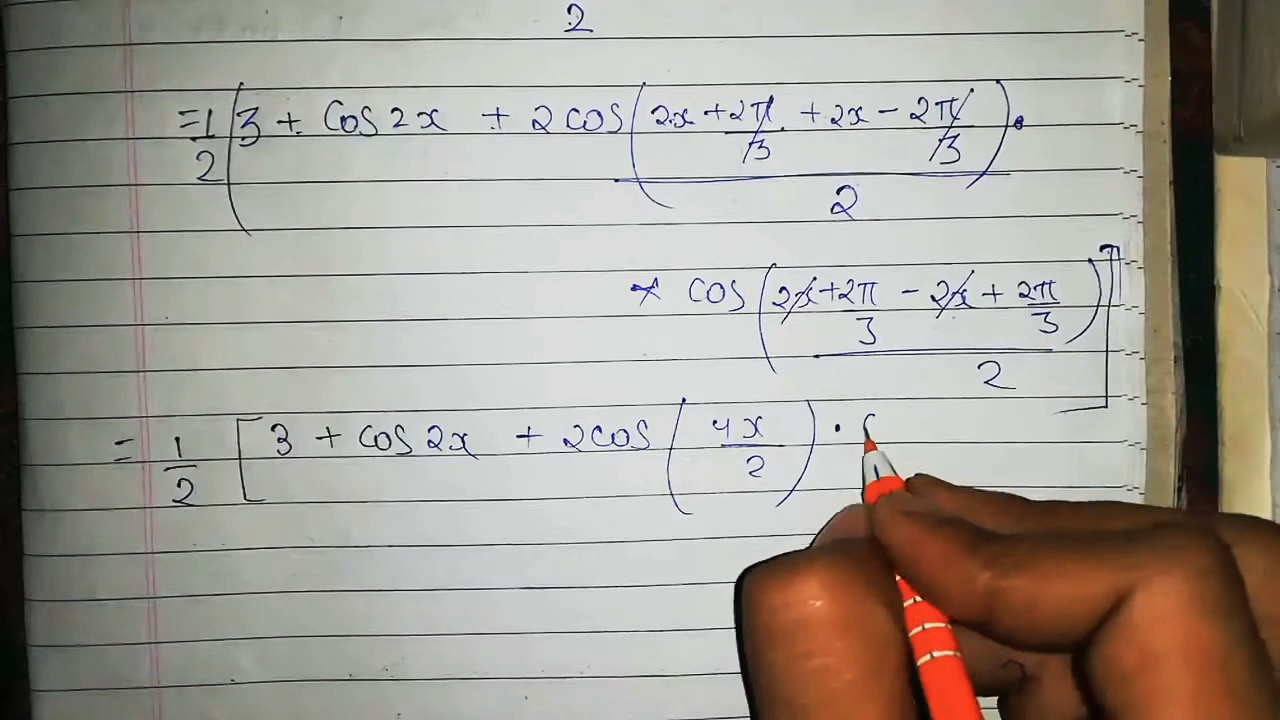 2
= 1/2 ( 3 + cos 2x + 2 cos ( 2x + 2π/3 + 2x - 2π/3 ) / 2 .
* cos ( 2x + 2π/3 - 2x + 2π/3 ) / 2 ]
= 1/2 [ 3 + cos 2x + 2 cos ( 4x/2 ) . c